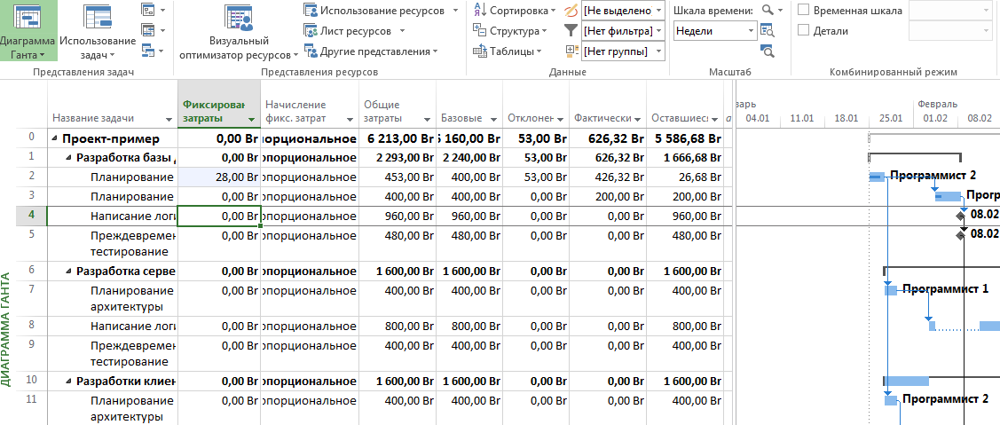 Диаграмма Ганта
Использование задач
Представления задач
Визуальный оптимизатор ресурсов
Использование ресурсов
Лист ресурсов
Другие представления
Представления ресурсов
Сортировка
Структура
Таблицы
[Не выделено]
[Нет фильтра]
[Нет группы]
Данные
Шкала времени:
Недели
Масштаб
Временная шкала
Детали
Комбинированный режим
Название задачи Фиксирован затраты Начисление фикс. затрат Общие затраты Базовые Отклонен Фактически Оставшиес
варь Февраль
04.01 11.01 18.01 25.01 01.02 08.02
0 Проект-пример 0,00 Br порциональное 6 213,00 Br 160,00 Br 53,00 Br 626,32 Br 5 586,68 Br
1 Разработка базы 0,00 Br порциональное 2 293,00 Br 2 240,00 Br 53,00 Br 626,32 Br 1 666,68 Br
2 Планирование 28,00 Br порциональное 453,00 Br 400,00 Br 53,00 Br 426,32 Br 26,68 Br Программист 2
3 Планирование 0,00 Br порциональное 400,00 Br 400,00 Br 0,00 Br 200,00 Br 200,00 Br Прогр
4 Написание логи 0,00 Br порциональное 960,00 Br 960,00 Br 0,00 Br 0,00 Br 960,00 Br 08.02
5 Преждевремен тестирование 0,00 Br порциональное 480,00 Br 480,00 Br 0,00 Br 0,00 Br 480,00 Br 08.02
6 Разработка серве 0,00 Br порциональное 1 600,00 Br 1 600,00 Br 0,00 Br 0,00 Br 1 600,00 Br
7 Планирование архитектуры 0,00 Br порциональное 400,00 Br 400,00 Br 0,00 Br 0,00 Br 400,00 Br Программист 1
8 Написание логи 0,00 Br порциональное 800,00 Br 800,00 Br 0,00 Br 0,00 Br 800,00 Br
9 Преждевремен тестирование 0,00 Br порциональное 400,00 Br 400,00 Br 0,00 Br 0,00 Br 400,00 Br
10 Разработки клиен 0,00 Br порциональное 1 600,00 Br 1 600,00 Br 0,00 Br 0,00 Br 1 600,00 Br
11 Планирование архитектуры 0,00 Br порциональное 400,00 Br 400,00 Br 0,00 Br 0,00 Br 400,00 Br Программист 2
ДИАГРАММА ГАНТА